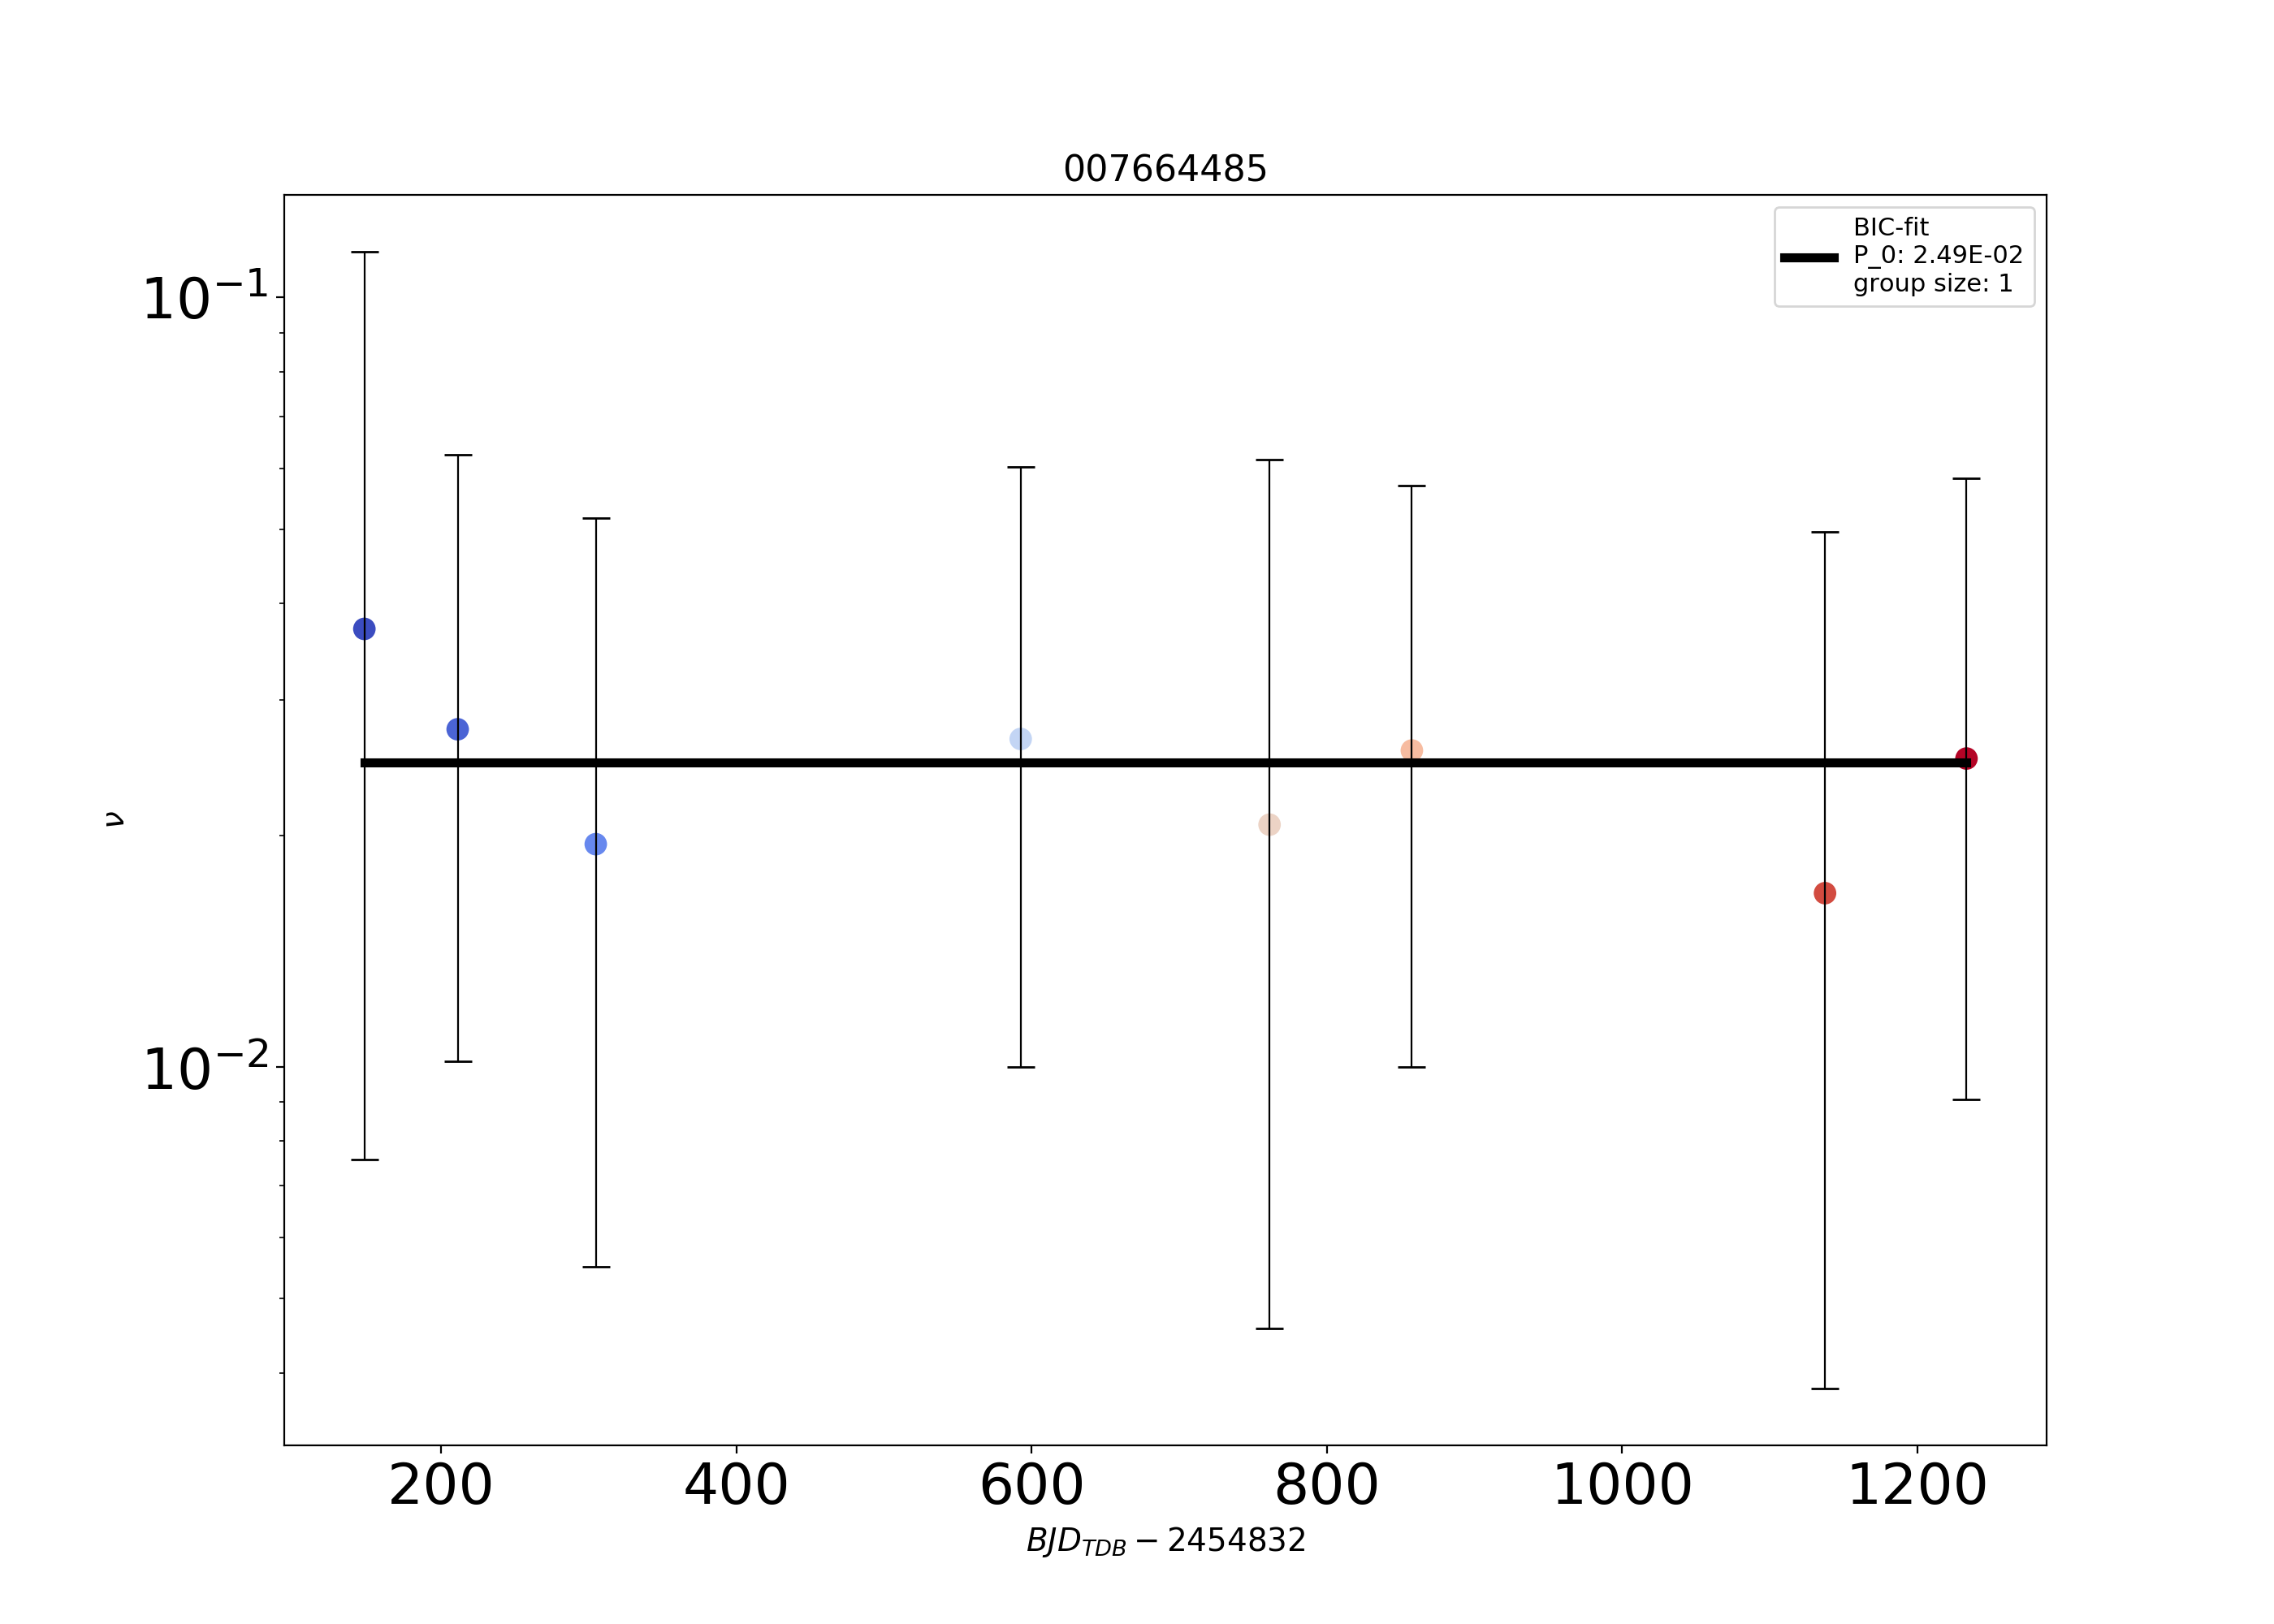 007664485
BIC-fit
P_0: 2.49E-02
group size: 1
10⁻¹
10⁻²
ν
200 400 600 800 1000 1200
BJD_TDB − 2454832